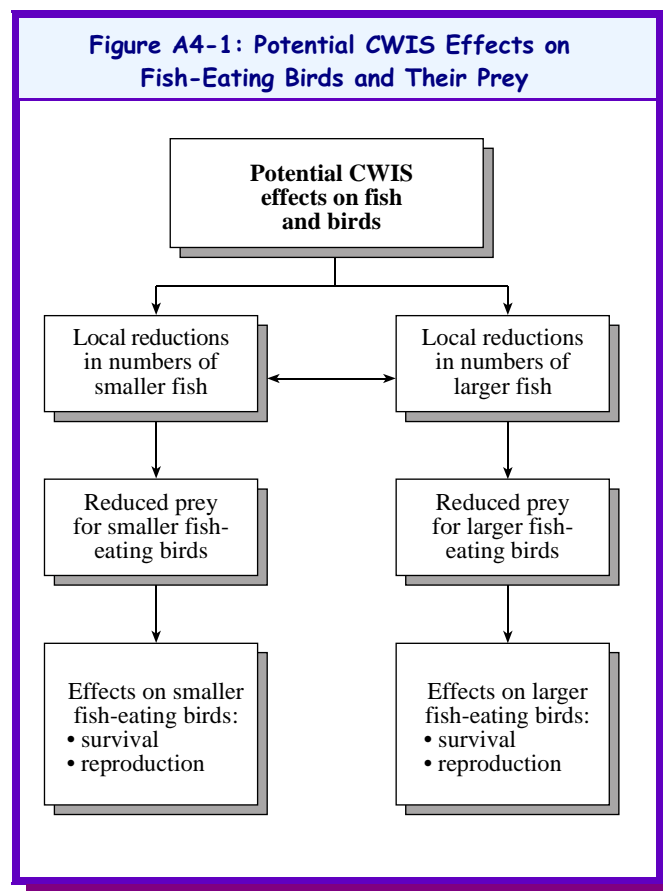 Figure A4-1: Potential CWIS Effects on
Fish-Eating Birds and Their Prey
Potential CWIS
effects on fish
and birds
Local reductions
in numbers of
smaller fish
Local reductions
in numbers of
larger fish
Reduced prey
for smaller fish-
eating birds
Reduced prey
for larger fish-
eating birds
Effects on smaller
fish-eating birds:
• survival
• reproduction
Effects on larger
fish-eating birds:
• survival
• reproduction